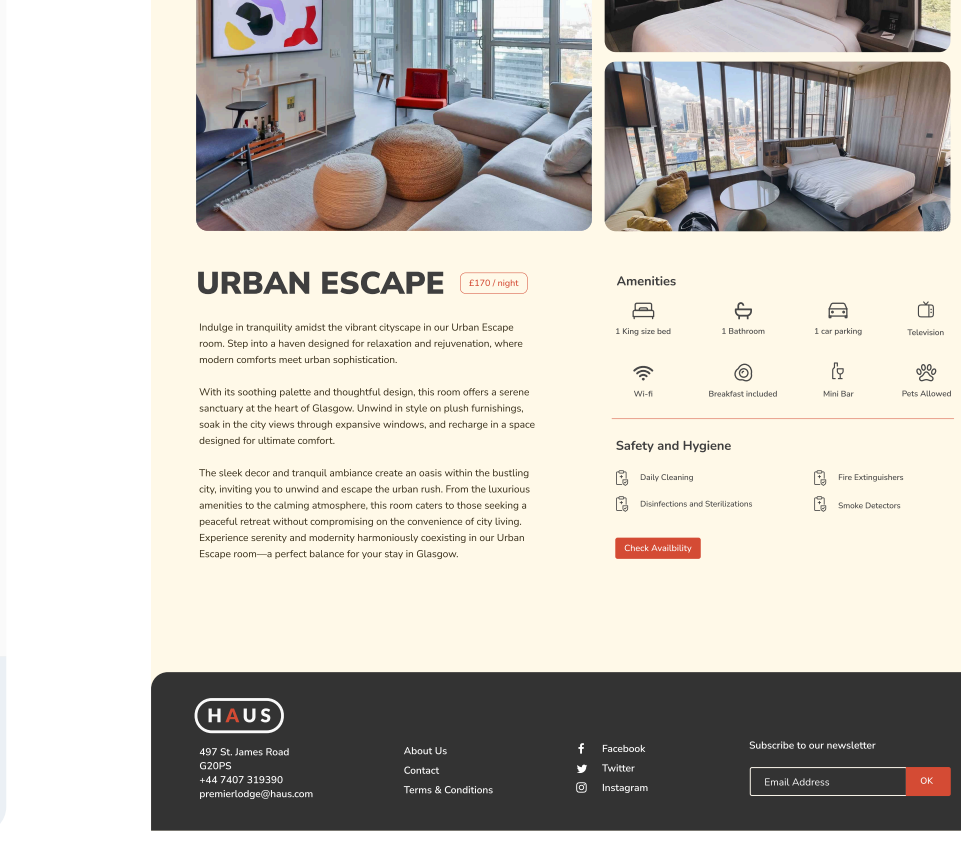 URBAN ESCAPE
£170 / night
Indulge in tranquility amidst the vibrant cityscape in our Urban Escape
room. Step into a haven designed for relaxation and rejuvenation, where
modern comforts meet urban sophistication.
With its soothing palette and thoughtful design, this room offers a serene
sanctuary at the heart of Glasgow. Unwind in style on plush furnishings,
soak in the city views through expansive windows, and recharge in a space
designed for ultimate comfort.
The sleek decor and tranquil ambiance create an oasis within the bustling
city, inviting you to unwind and escape the urban rush. From the luxurious
amenities to the calming atmosphere, this room caters to those seeking a
peaceful retreat without compromising on the convenience of city living.
Experience serenity and modernity harmoniously coexisting in our Urban
Escape room—a perfect balance for your stay in Glasgow.
Amenities
1 King size bed
1 Bathroom
1 car parking
Television
Wi-fi
Breakfast included
Mini Bar
Pets Allowed
Safety and Hygiene
Daily Cleaning
Fire Extinguishers
Disinfections and Sterilizations
Smoke Detectors
Check Availbility
HAUS
497 St. James Road
G20PS
+44 7407 319390
premierlodge@haus.com
About Us
Contact
Terms & Conditions
Facebook
Twitter
Instagram
Subscribe to our newsletter
Email Address
OK